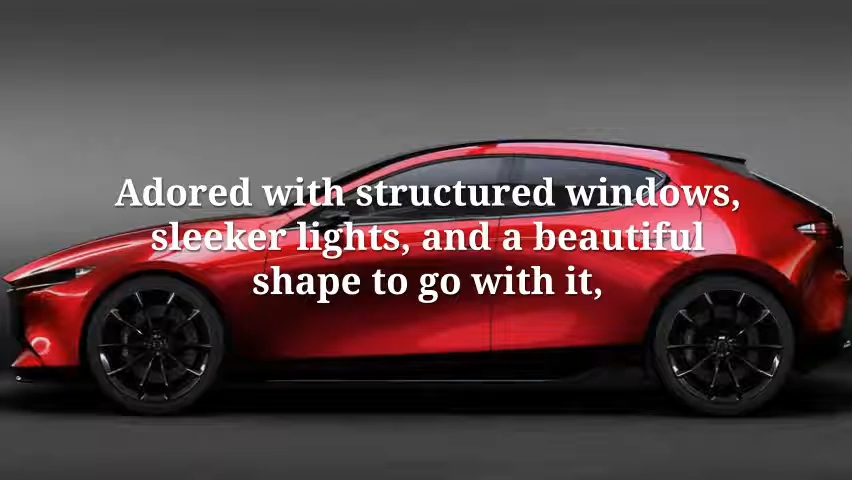 Adored with structured windows,
sleeker lights, and a beautiful
shape to go with it,